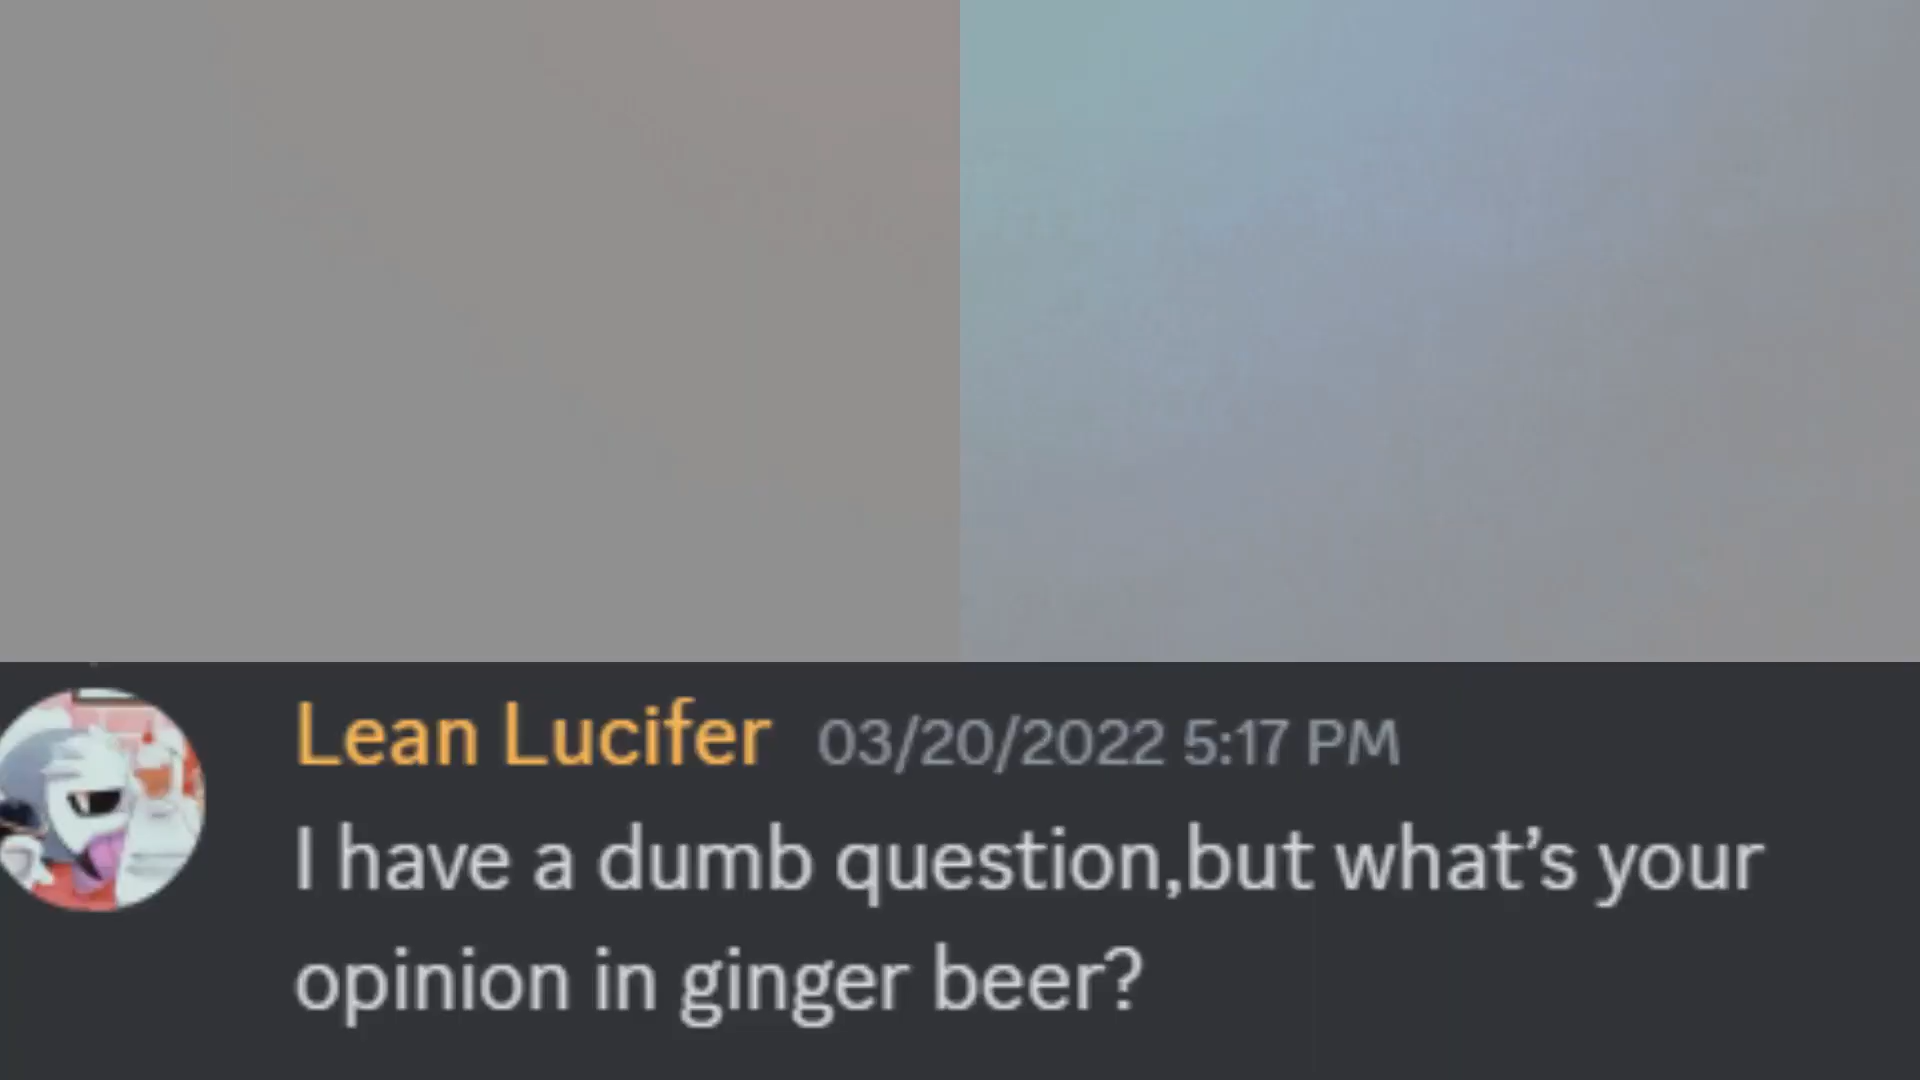 Lean Lucifer 03/20/2022 5:17 PM
I have a dumb question,but what’s your
opinion in ginger beer?